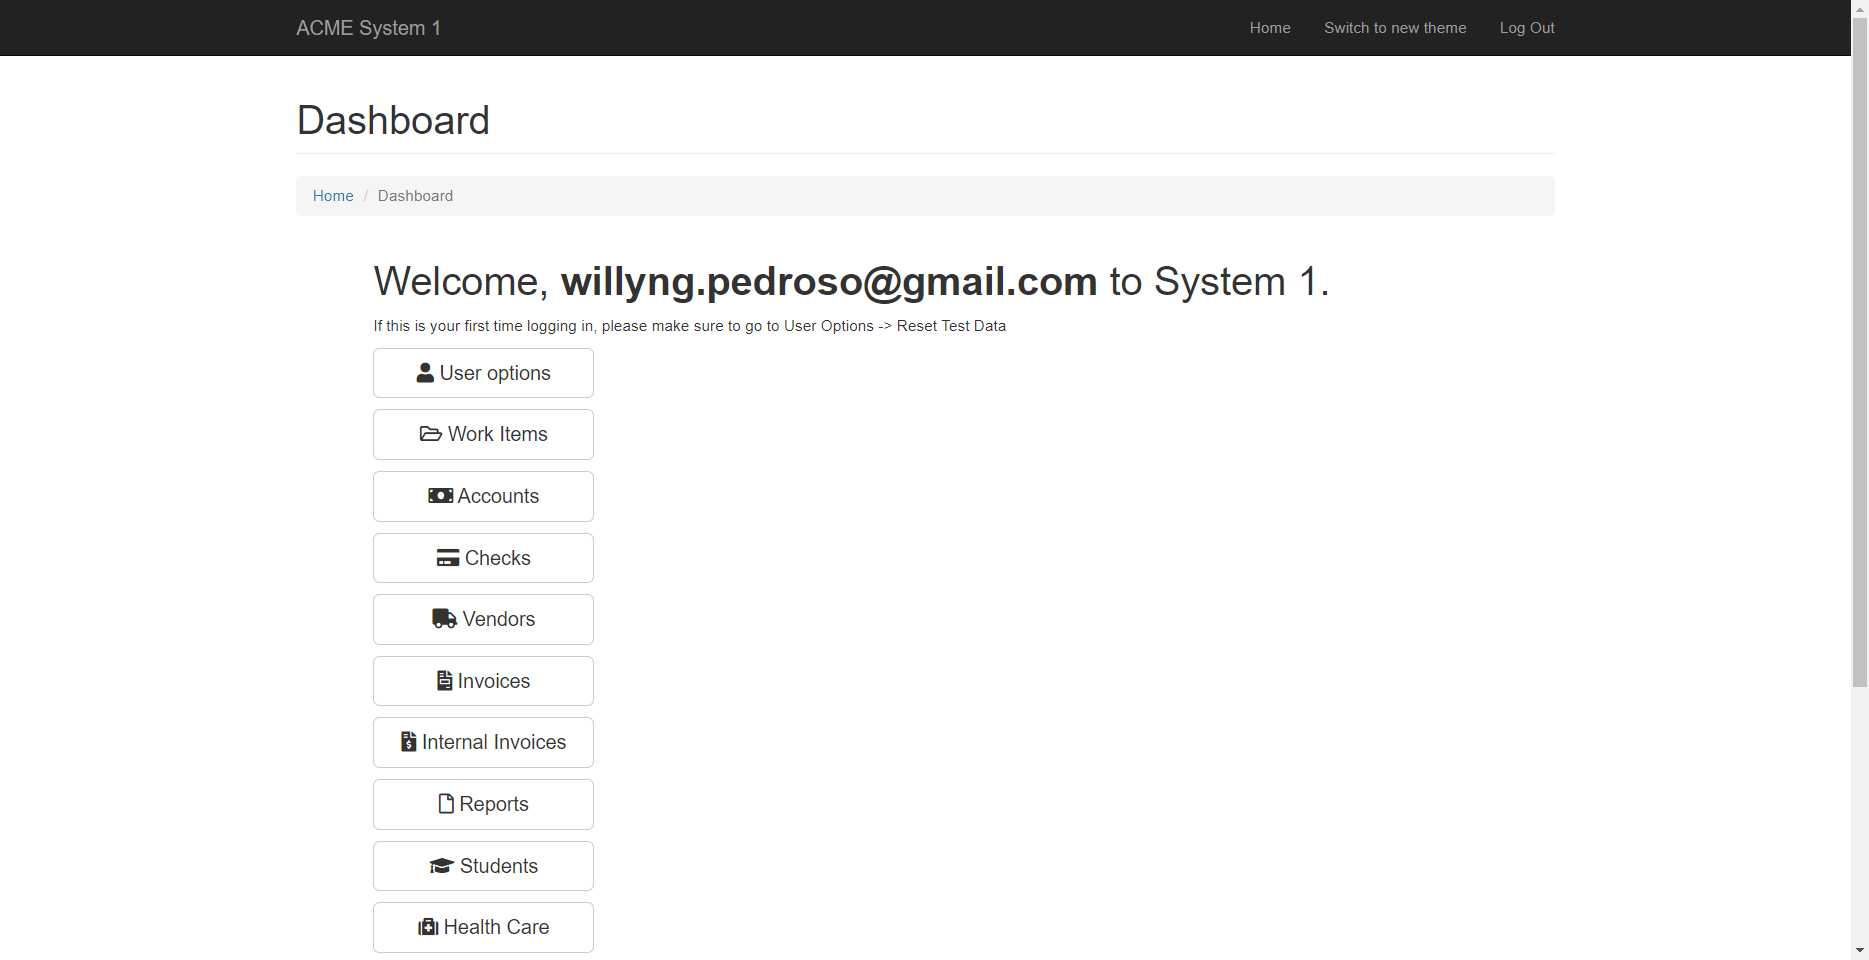 ACME System 1
Home
Switch to new theme
Log Out
Dashboard
Home / Dashboard
Welcome, willyng.pedroso@gmail.com to System 1.
If this is your first time logging in, please make sure to go to User Options -> Reset Test Data
User options
Work Items
Accounts
Checks
Vendors
Invoices
Internal Invoices
Reports
Students
Health Care